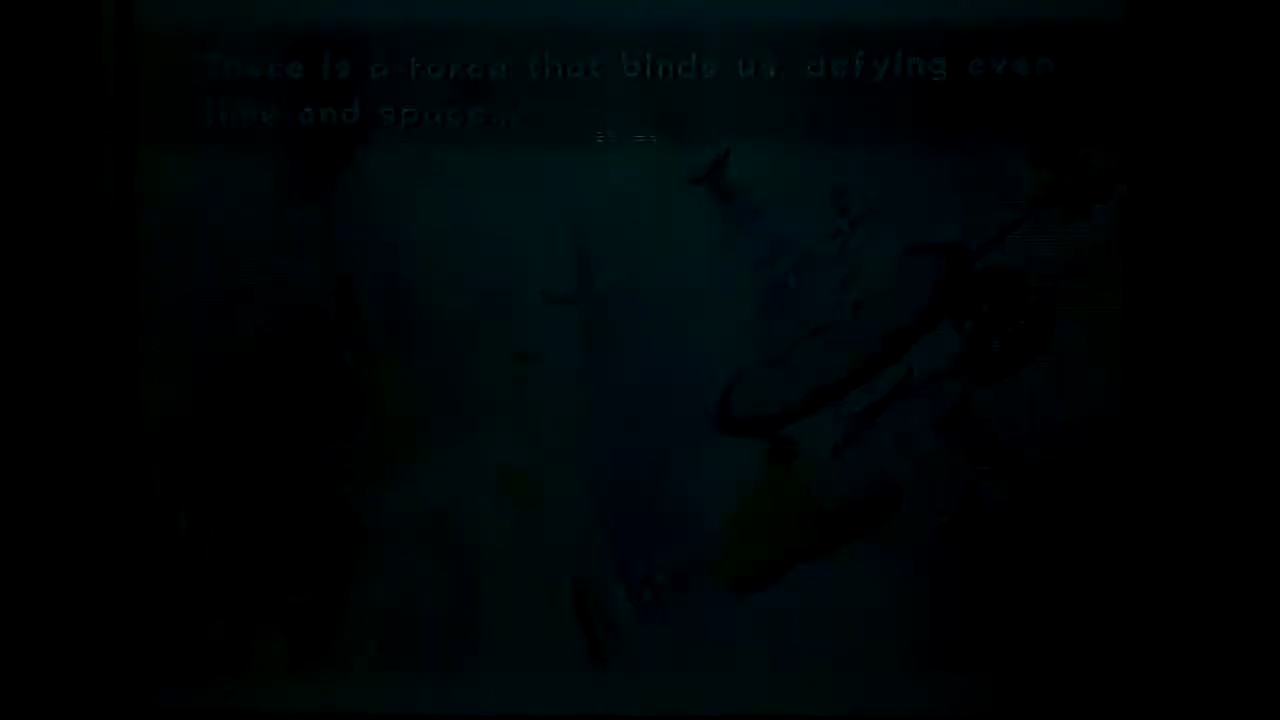 There is a force that binds us, defying even
time and space...